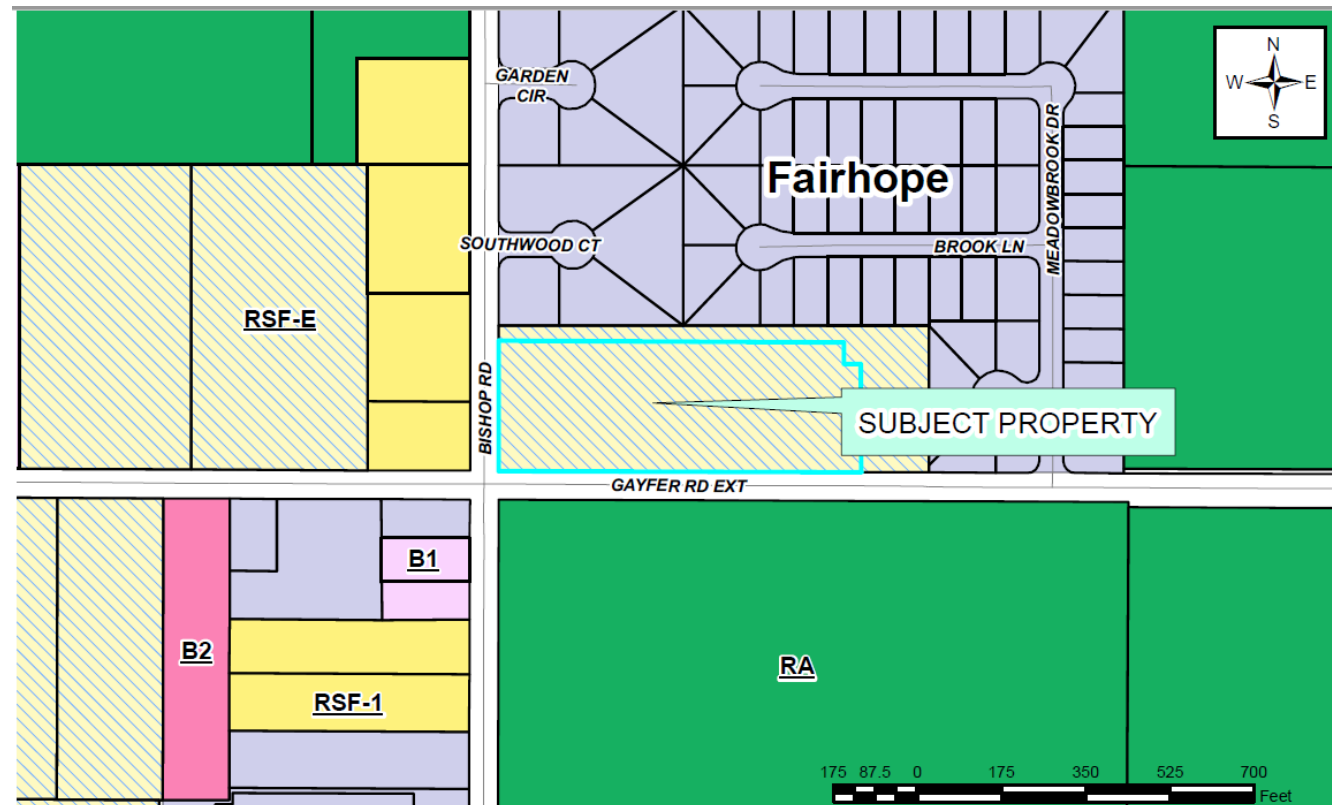 GARDEN
CIR
N
W E
S
Fairhope
MEADOWBROOK DR
SOUTHWOOD CT
BROOK LN
RSF-E
BISHOP RD
SUBJECT PROPERTY
GAYFER RD EXT
B1
B2
RSF-1
RA
175 87.5 0 175 350 525 700
Feet